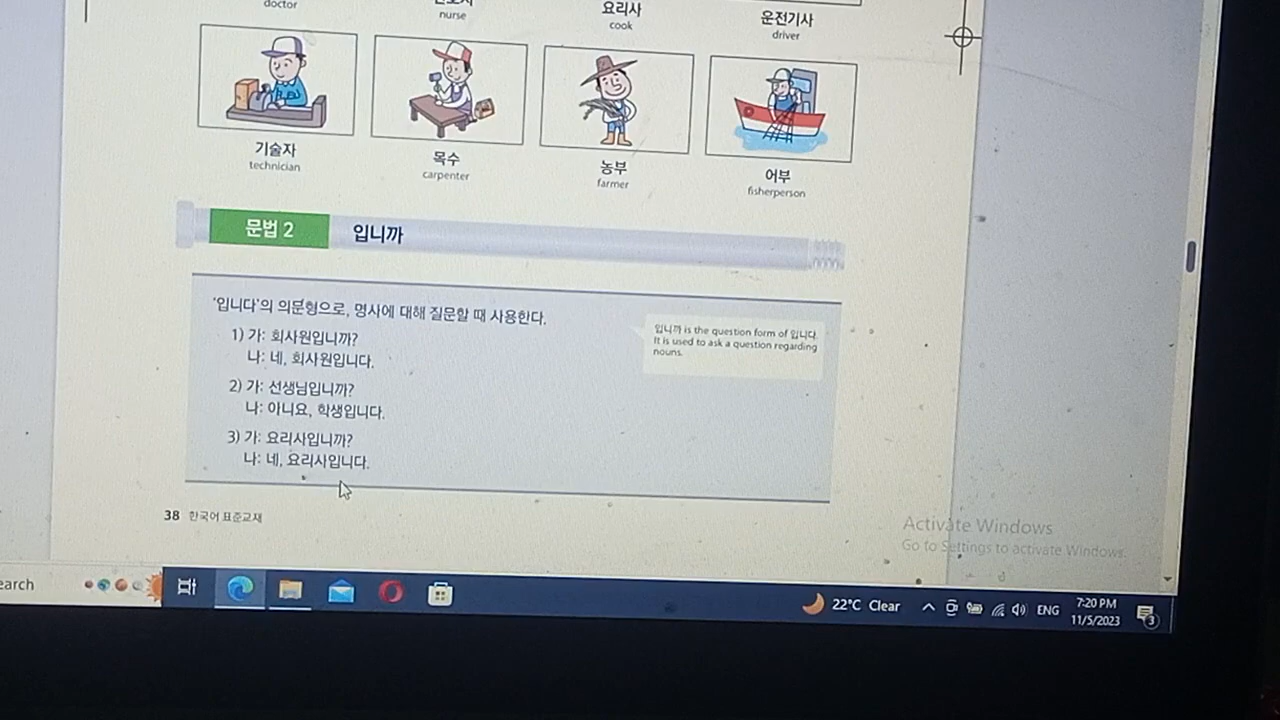 doctor
nurse
요리사
cook
운전기사
driver
기술자
technician
목수
carpenter
농부
farmer
어부
fisherperson
문법 2 입니까
'입니다'의 의문형으로, 명사에 대해 질문할 때 사용한다.
입니까 is the question form of 입니다.
It is used to ask a question regarding
nouns.
1) 가: 회사원입니까?
나: 네, 회사원입니다.
2) 가: 선생님입니까?
나: 아니요, 학생입니다.
3) 가: 요리사입니까?
나: 네, 요리사입니다.
38 한국어 표준교재
Activate Windows
Go to Settings to activate Windows.
earch
22°C Clear
ENG
7:20 PM
11/5/2023
3